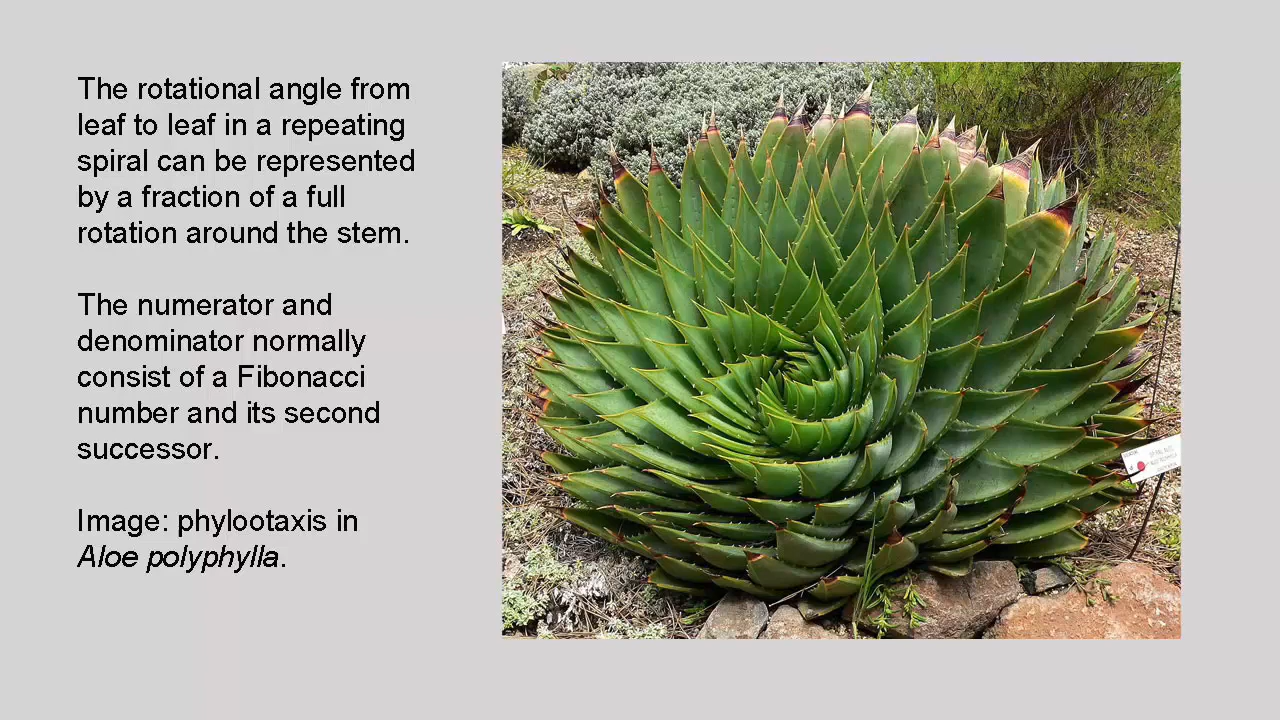 The rotational angle from
leaf to leaf in a repeating
spiral can be represented
by a fraction of a full
rotation around the stem.
The numerator and
denominator normally
consist of a Fibonacci
number and its second
successor.
Image: phylootaxis in
Aloe polyphylla.